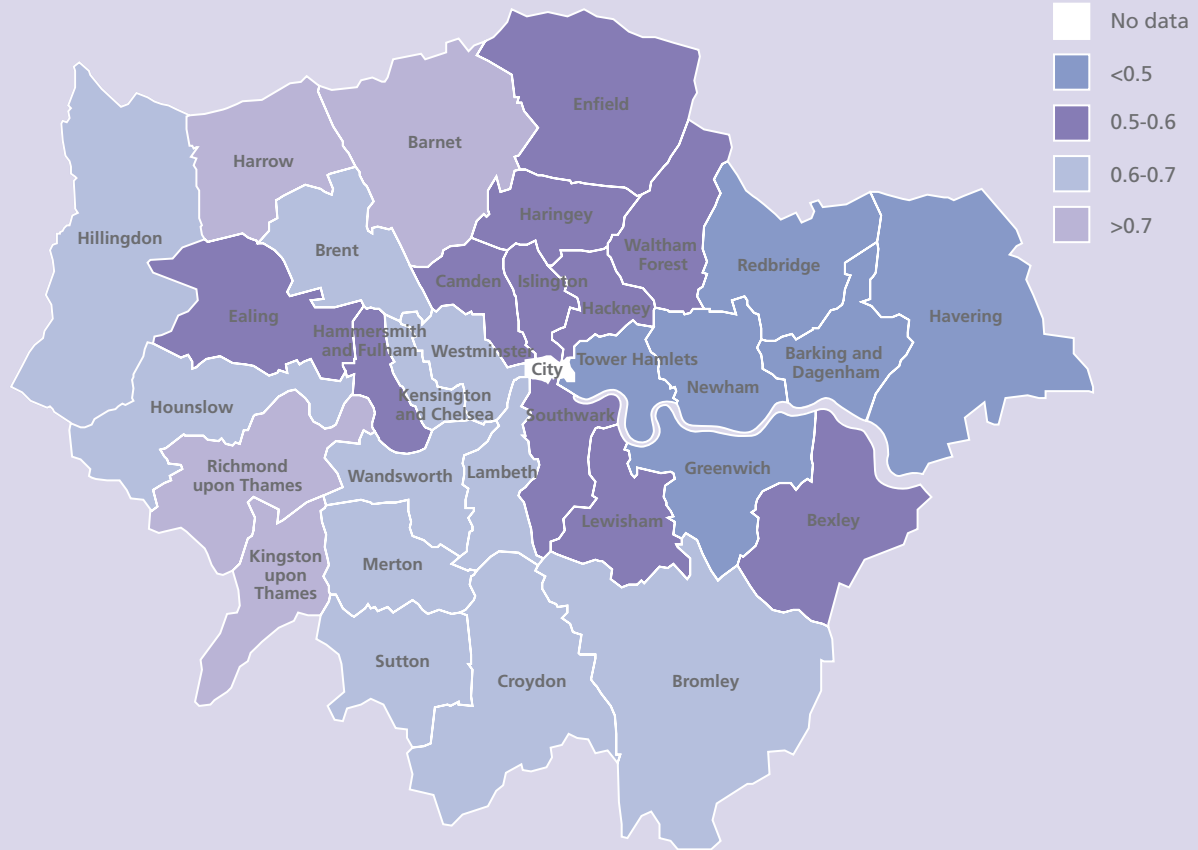 No data
<0.5
0.5-0.6
0.6-0.7
>0.7
Enfield
Barnet
Harrow
Haringey
Hillingdon
Brent
Waltham
Forest
Redbridge
Camden
Islington
Hackney
Havering
Ealing
Hammersmith
and Fulham
Westminster
City
Tower Hamlets
Newham
Barking and
Dagenham
Hounslow
Kensington
and Chelsea
Southwark
Richmond
upon Thames
Wandsworth
Lambeth
Greenwich
Lewisham
Bexley
Kingston
upon
Thames
Merton
Sutton
Croydon
Bromley